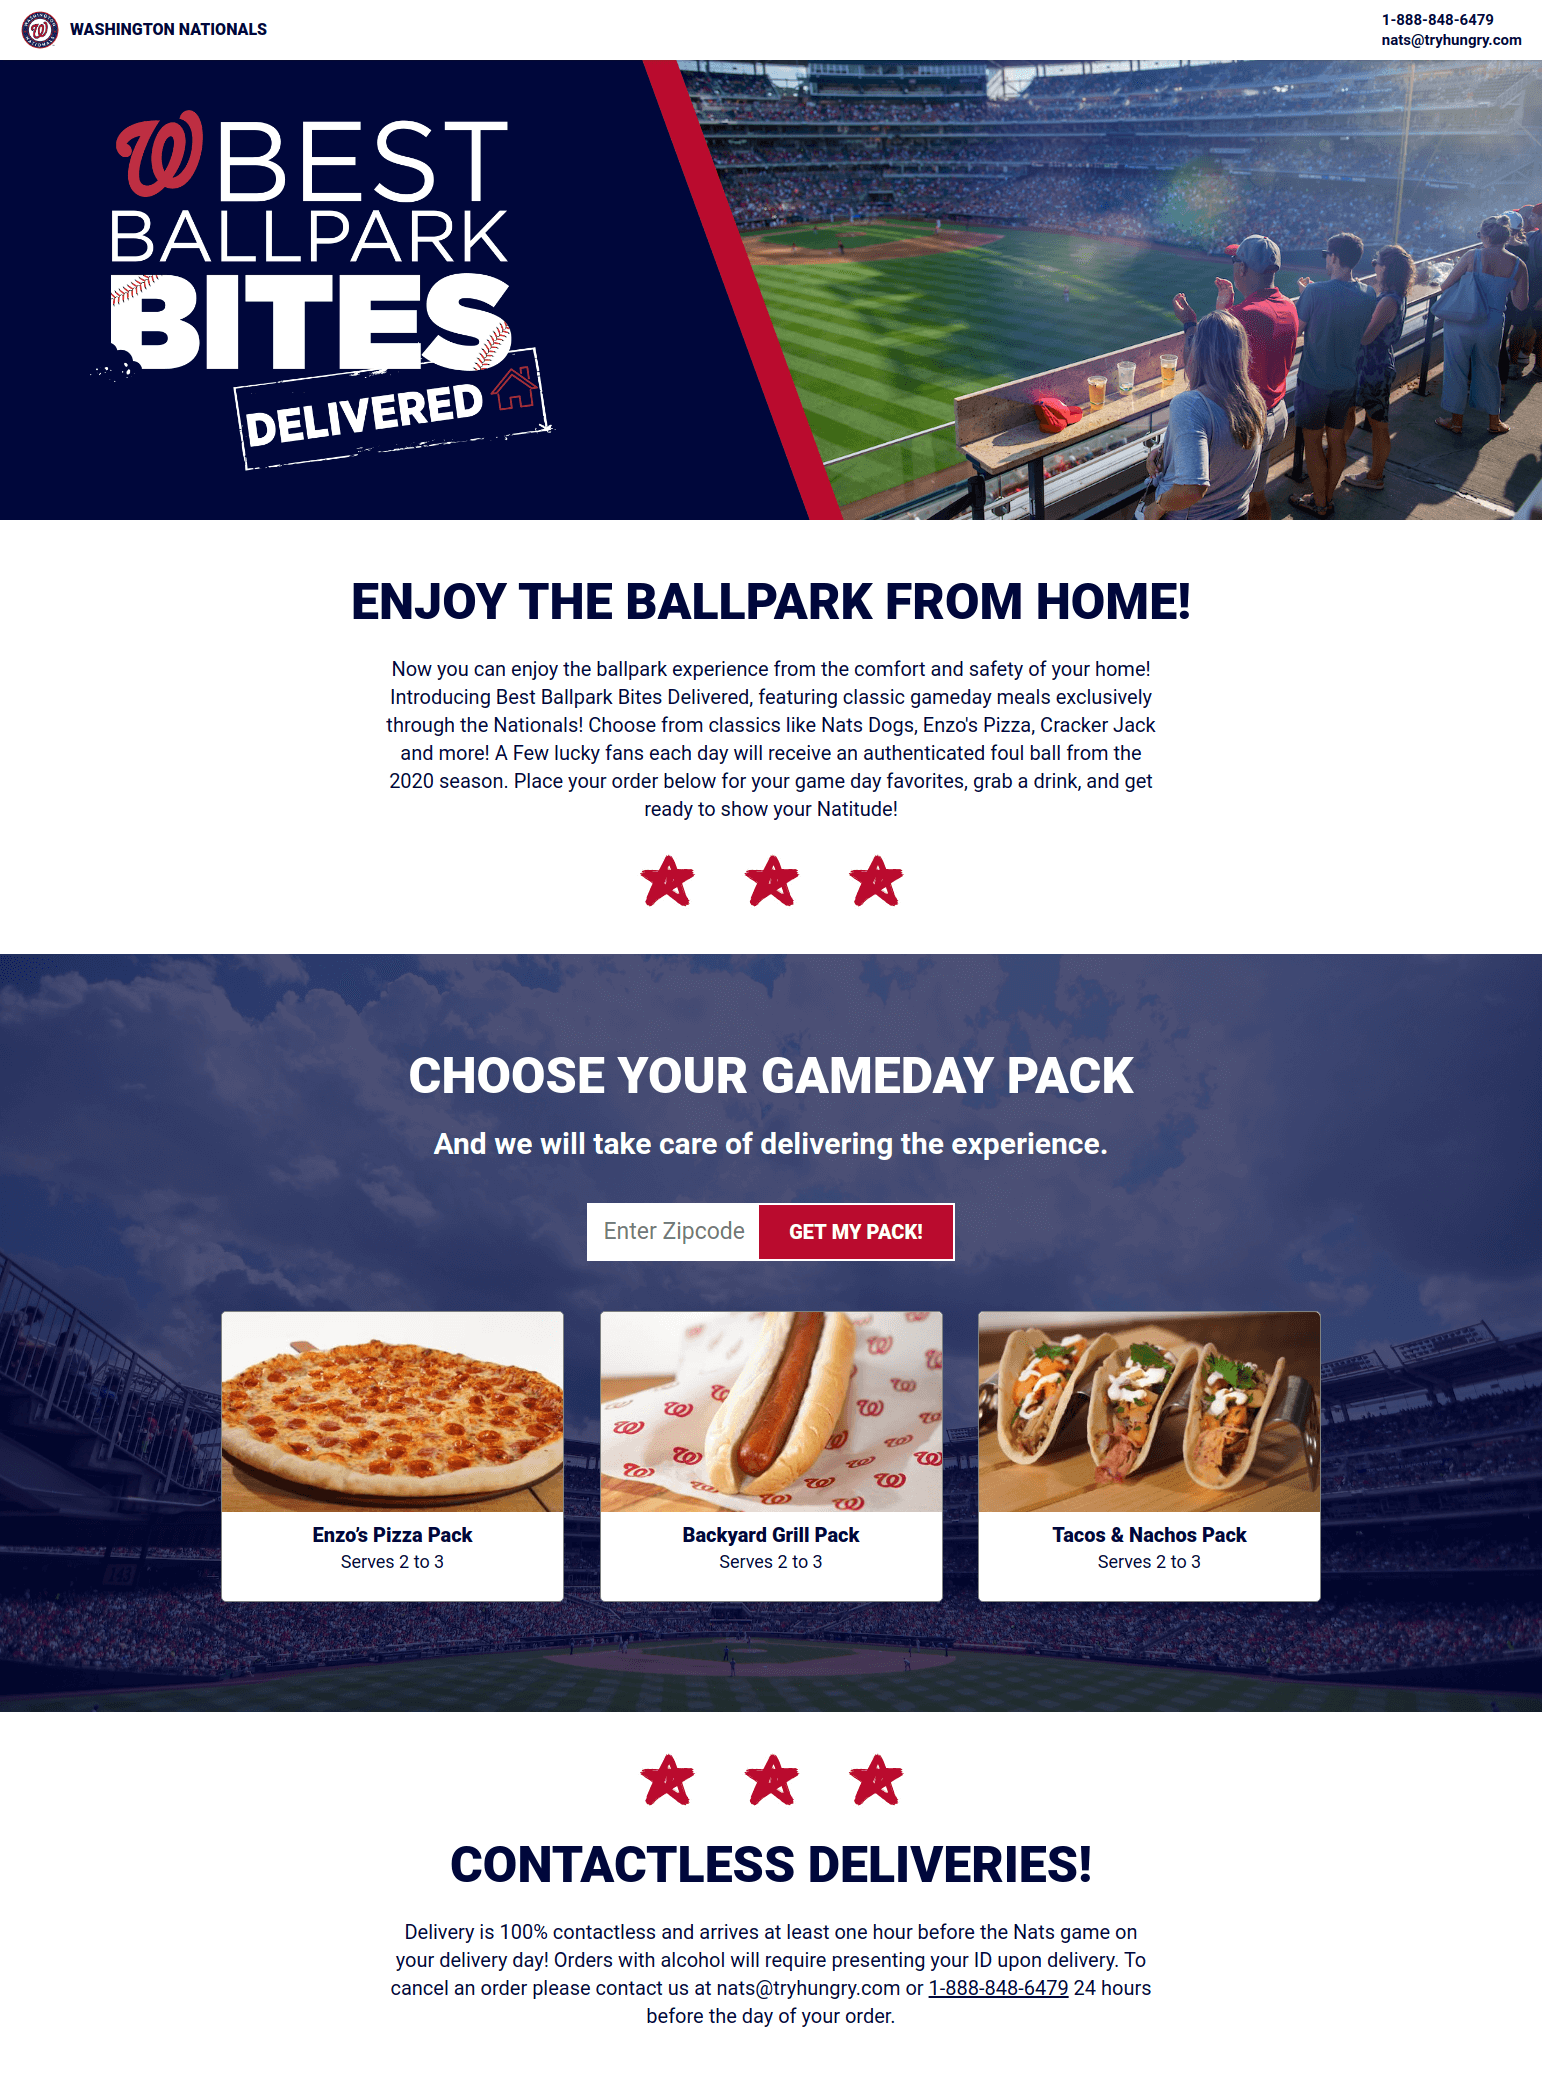 WASHINGTON NATIONALS
1-888-848-6479
nats@tryhungry.com
W BEST
BALLPARK
BITES
DELIVERED
ENJOY THE BALLPARK FROM HOME!
Now you can enjoy the ballpark experience from the comfort and safety of your home!
Introducing Best Ballpark Bites Delivered, featuring classic gameday meals exclusively
through the Nationals! Choose from classics like Nats Dogs, Enzo's Pizza, Cracker Jack
and more! A Few lucky fans each day will receive an authenticated foul ball from the
2020 season. Place your order below for your game day favorites, grab a drink, and get
ready to show your Natitude!
CHOOSE YOUR GAMEDAY PACK
And we will take care of delivering the experience.
Enter Zipcode
GET MY PACK!
Enzo’s Pizza Pack
Serves 2 to 3
Backyard Grill Pack
Serves 2 to 3
Tacos & Nachos Pack
Serves 2 to 3
CONTACTLESS DELIVERIES!
Delivery is 100% contactless and arrives at least one hour before the Nats game on
your delivery day! Orders with alcohol will require presenting your ID upon delivery. To
cancel an order please contact us at nats@tryhungry.com or 1-888-848-6479 24 hours
before the day of your order.